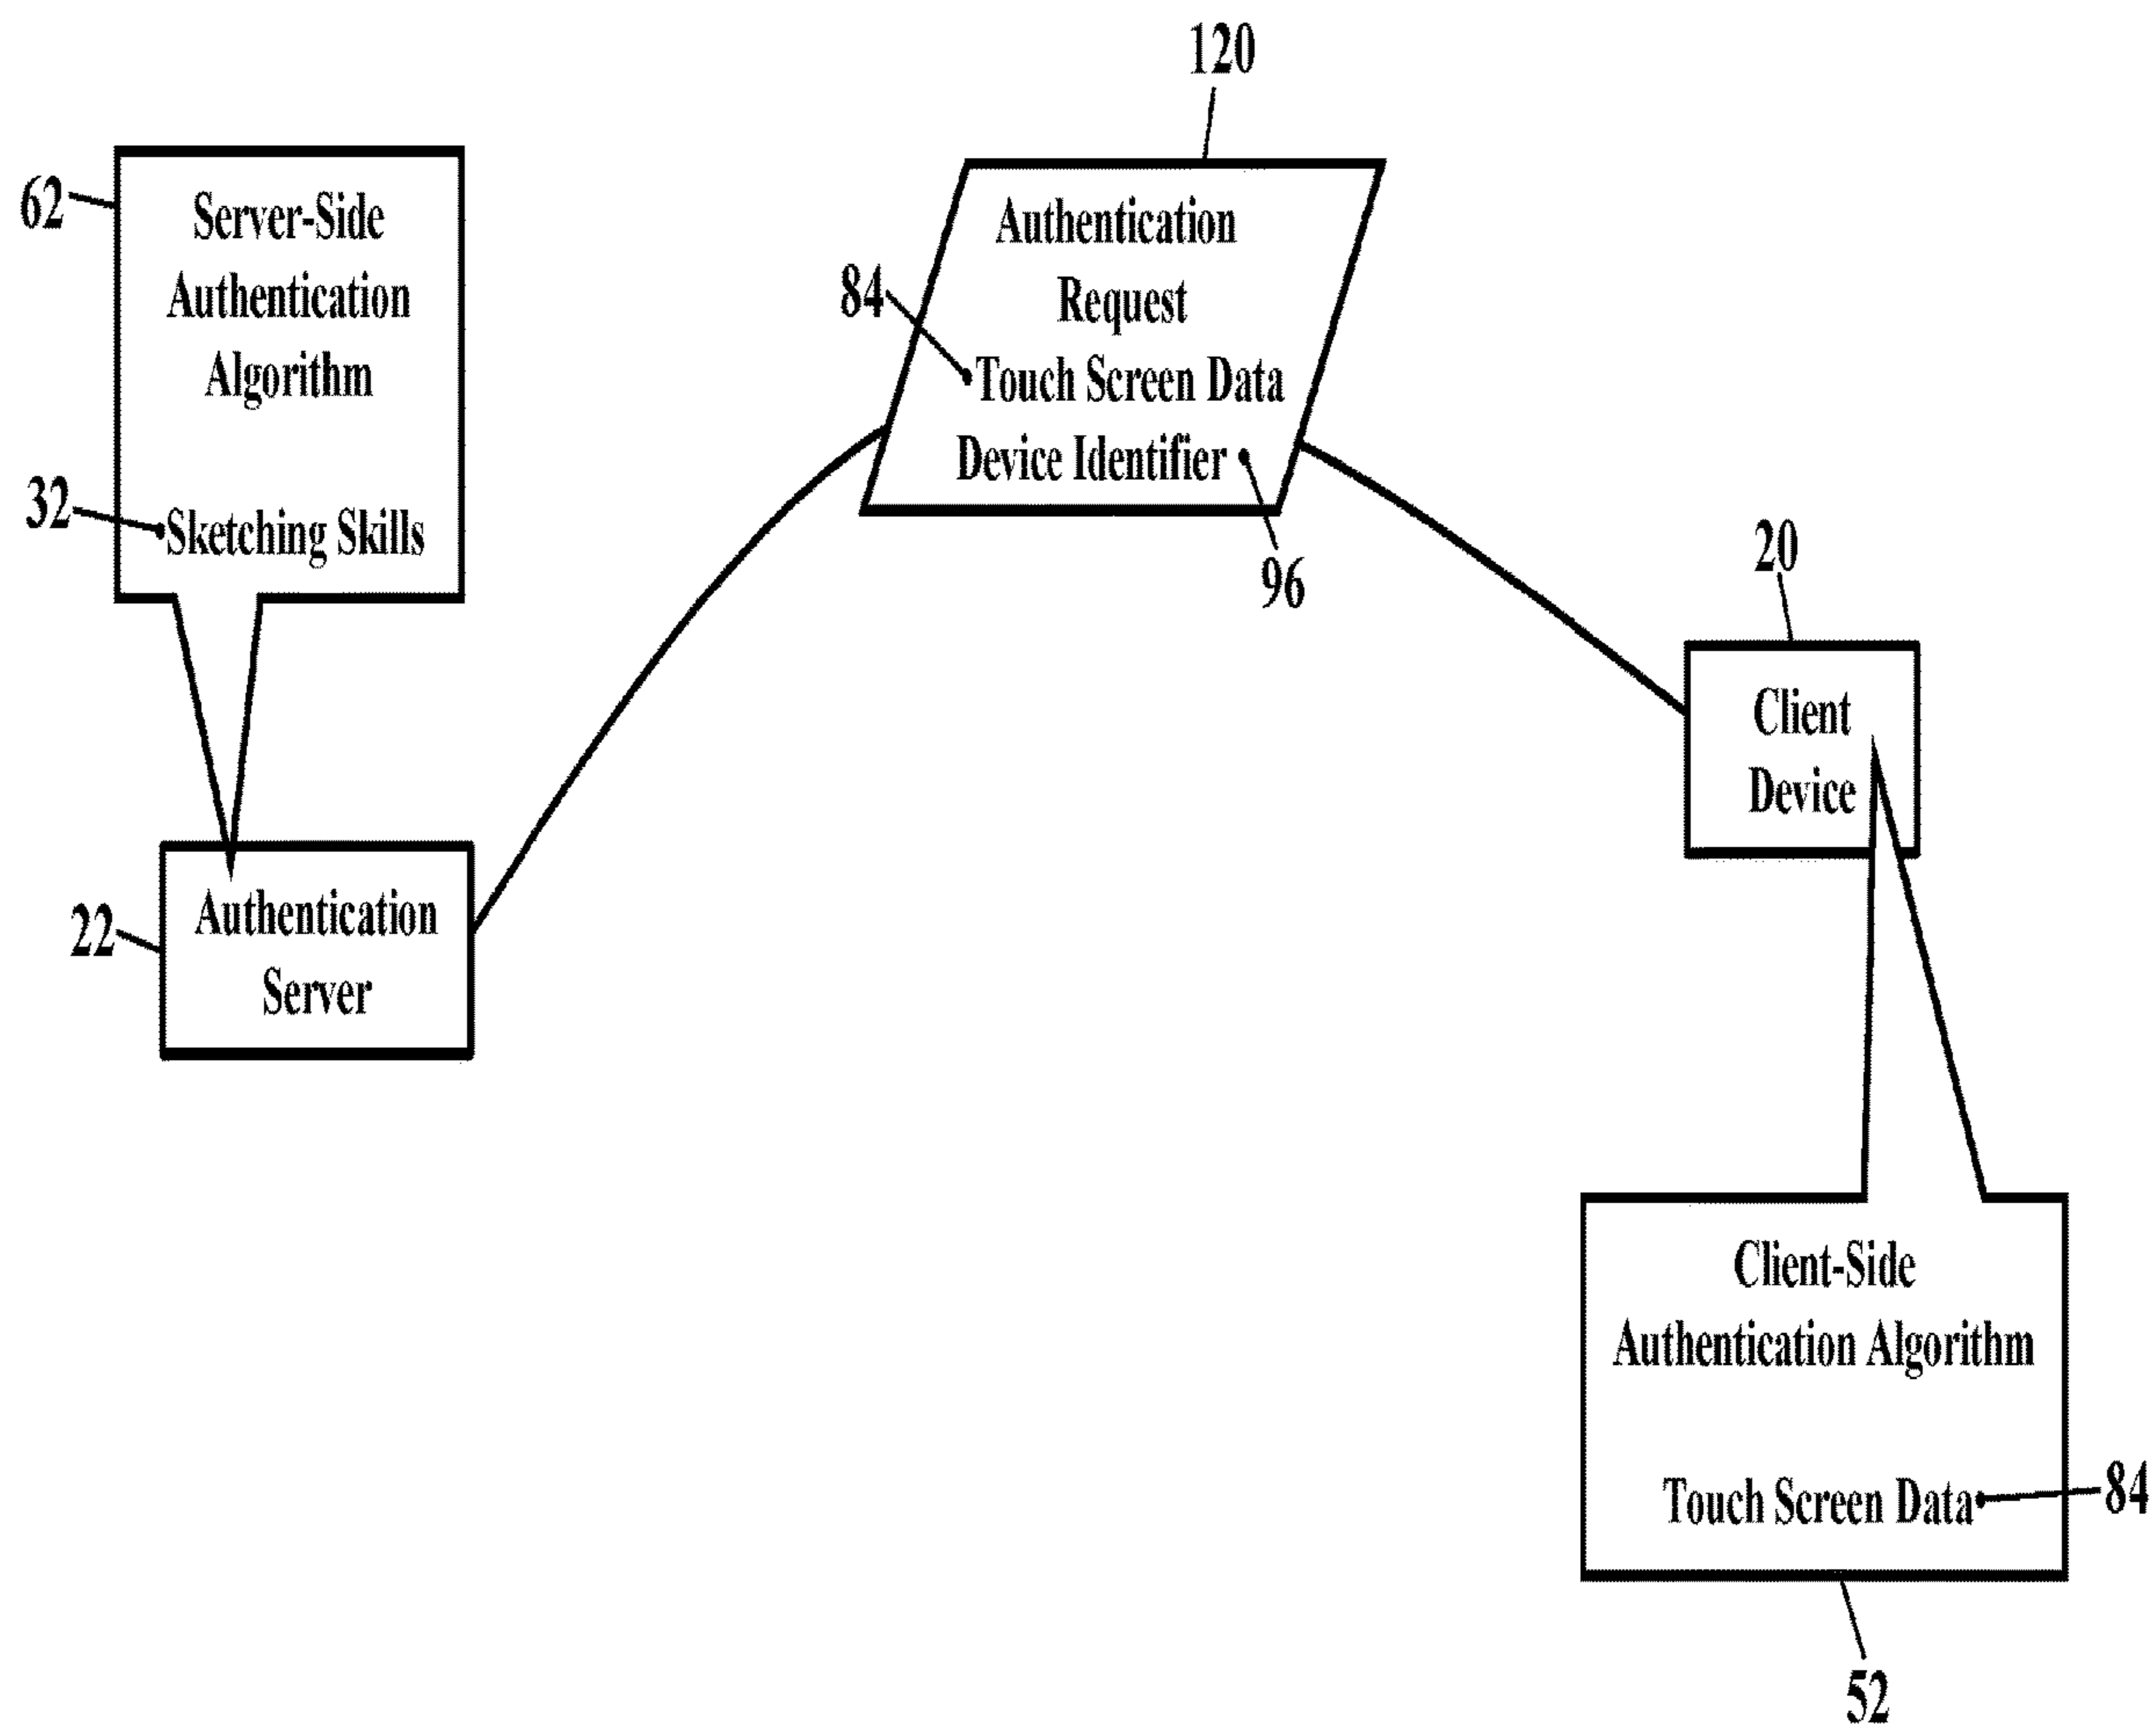 120
62
Server-Side
Authentication
Algorithm
32
Sketching Skills
Authentication
Request
84
Touch Screen Data
Device Identifier
96
20
Client
Device
22
Authentication
Server
Client-Side
Authentication Algorithm
Touch Screen Data
84
52